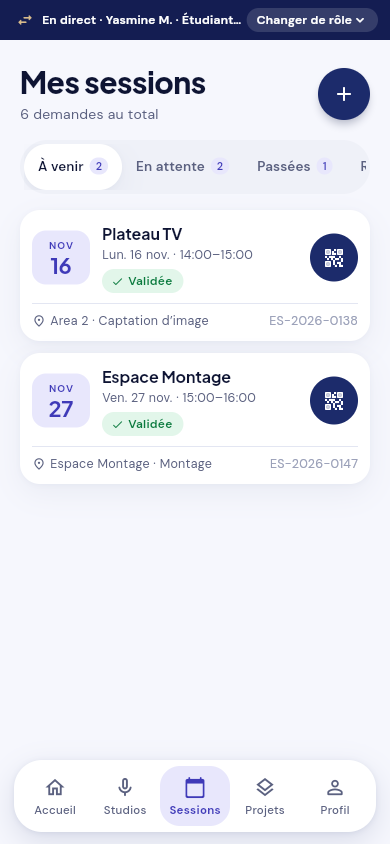 En direct · Yasmine M. · Étudiant… Changer de rôle
Mes sessions
6 demandes au total
À venir 2 En attente 2 Passées 1
NOV
16
Plateau TV
Lun. 16 nov. · 14:00–15:00
Validée
Area 2 · Captation d’image ES-2026-0138
NOV
27
Espace Montage
Ven. 27 nov. · 15:00–16:00
Validée
Espace Montage · Montage ES-2026-0147
Accueil Studios Sessions Projets Profil